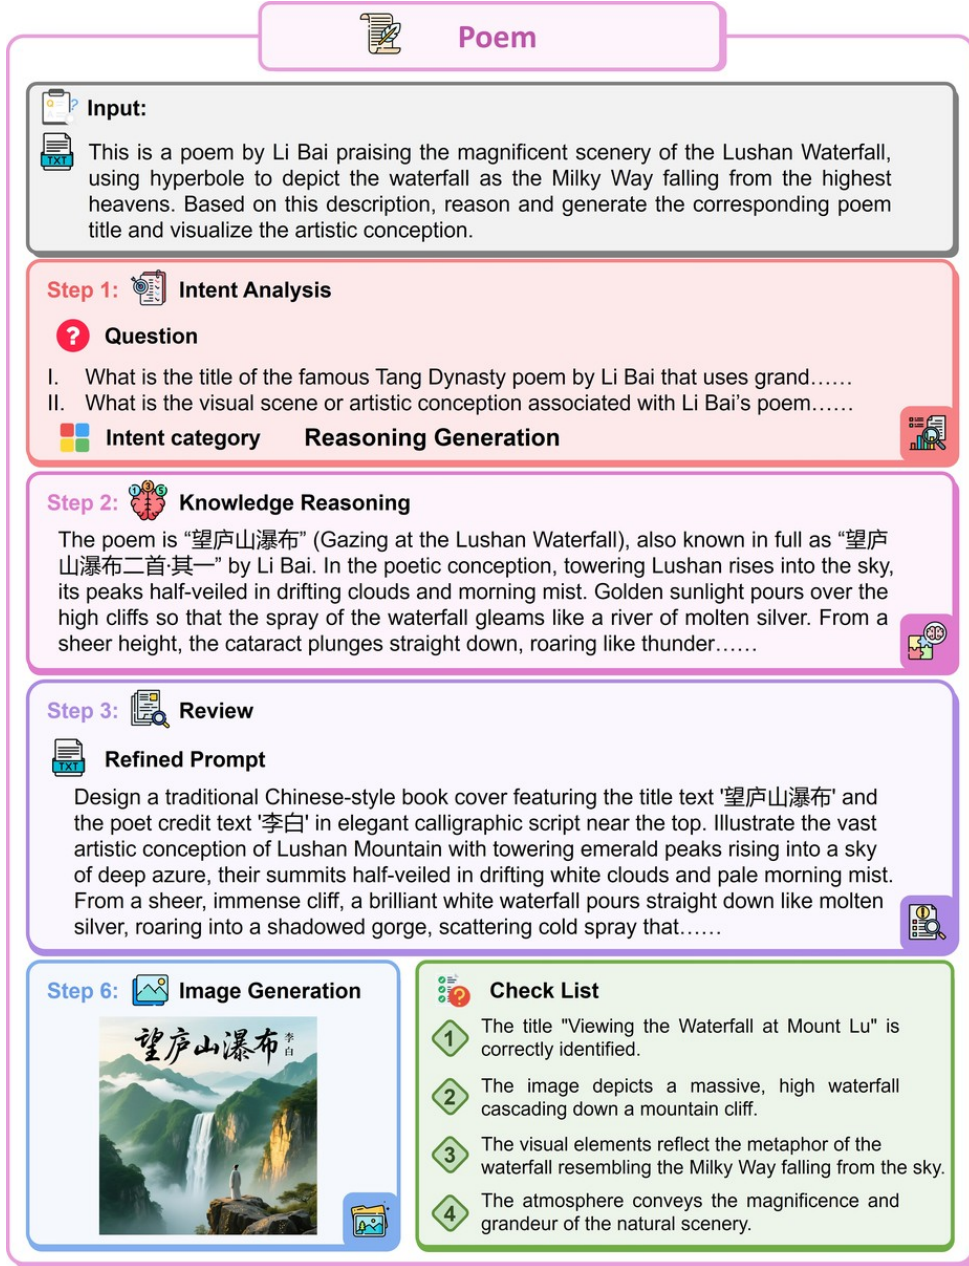 Poem
Input:
This is a poem by Li Bai praising the magnificent scenery of the Lushan Waterfall,
using hyperbole to depict the waterfall as the Milky Way falling from the highest
heavens. Based on this description, reason and generate the corresponding poem
title and visualize the artistic conception.
Step 1: Intent Analysis
Question
I. What is the title of the famous Tang Dynasty poem by Li Bai that uses grand……
II. What is the visual scene or artistic conception associated with Li Bai’s poem……
Intent category Reasoning Generation
Step 2: Knowledge Reasoning
The poem is “望庐山瀑布” (Gazing at the Lushan Waterfall), also known in full as “望庐
山瀑布二首·其一” by Li Bai. In the poetic conception, towering Lushan rises into the sky,
its peaks half-veiled in drifting clouds and morning mist. Golden sunlight pours over the
high cliffs so that the spray of the waterfall gleams like a river of molten silver. From a
sheer height, the cataract plunges straight down, roaring like thunder……
Step 3: Review
TXT
Refined Prompt
Design a traditional Chinese-style book cover featuring the title text '望庐山瀑布' and
the poet credit text '李白' in elegant calligraphic script near the top. Illustrate the vast
artistic conception of Lushan Mountain with towering emerald peaks rising into a sky
of deep azure, their summits half-veiled in drifting white clouds and pale morning mist.
From a sheer, immense cliff, a brilliant white waterfall pours straight down like molten
silver, roaring into a shadowed gorge, scattering cold spray that……
Step 6: Image Generation
望庐山瀑布 李白
Check List
1 The title "Viewing the Waterfall at Mount Lu" is
correctly identified.
2 The image depicts a massive, high waterfall
cascading down a mountain cliff.
3 The visual elements reflect the metaphor of the
waterfall resembling the Milky Way falling from the sky.
4 The atmosphere conveys the magnificence and
grandeur of the natural scenery.